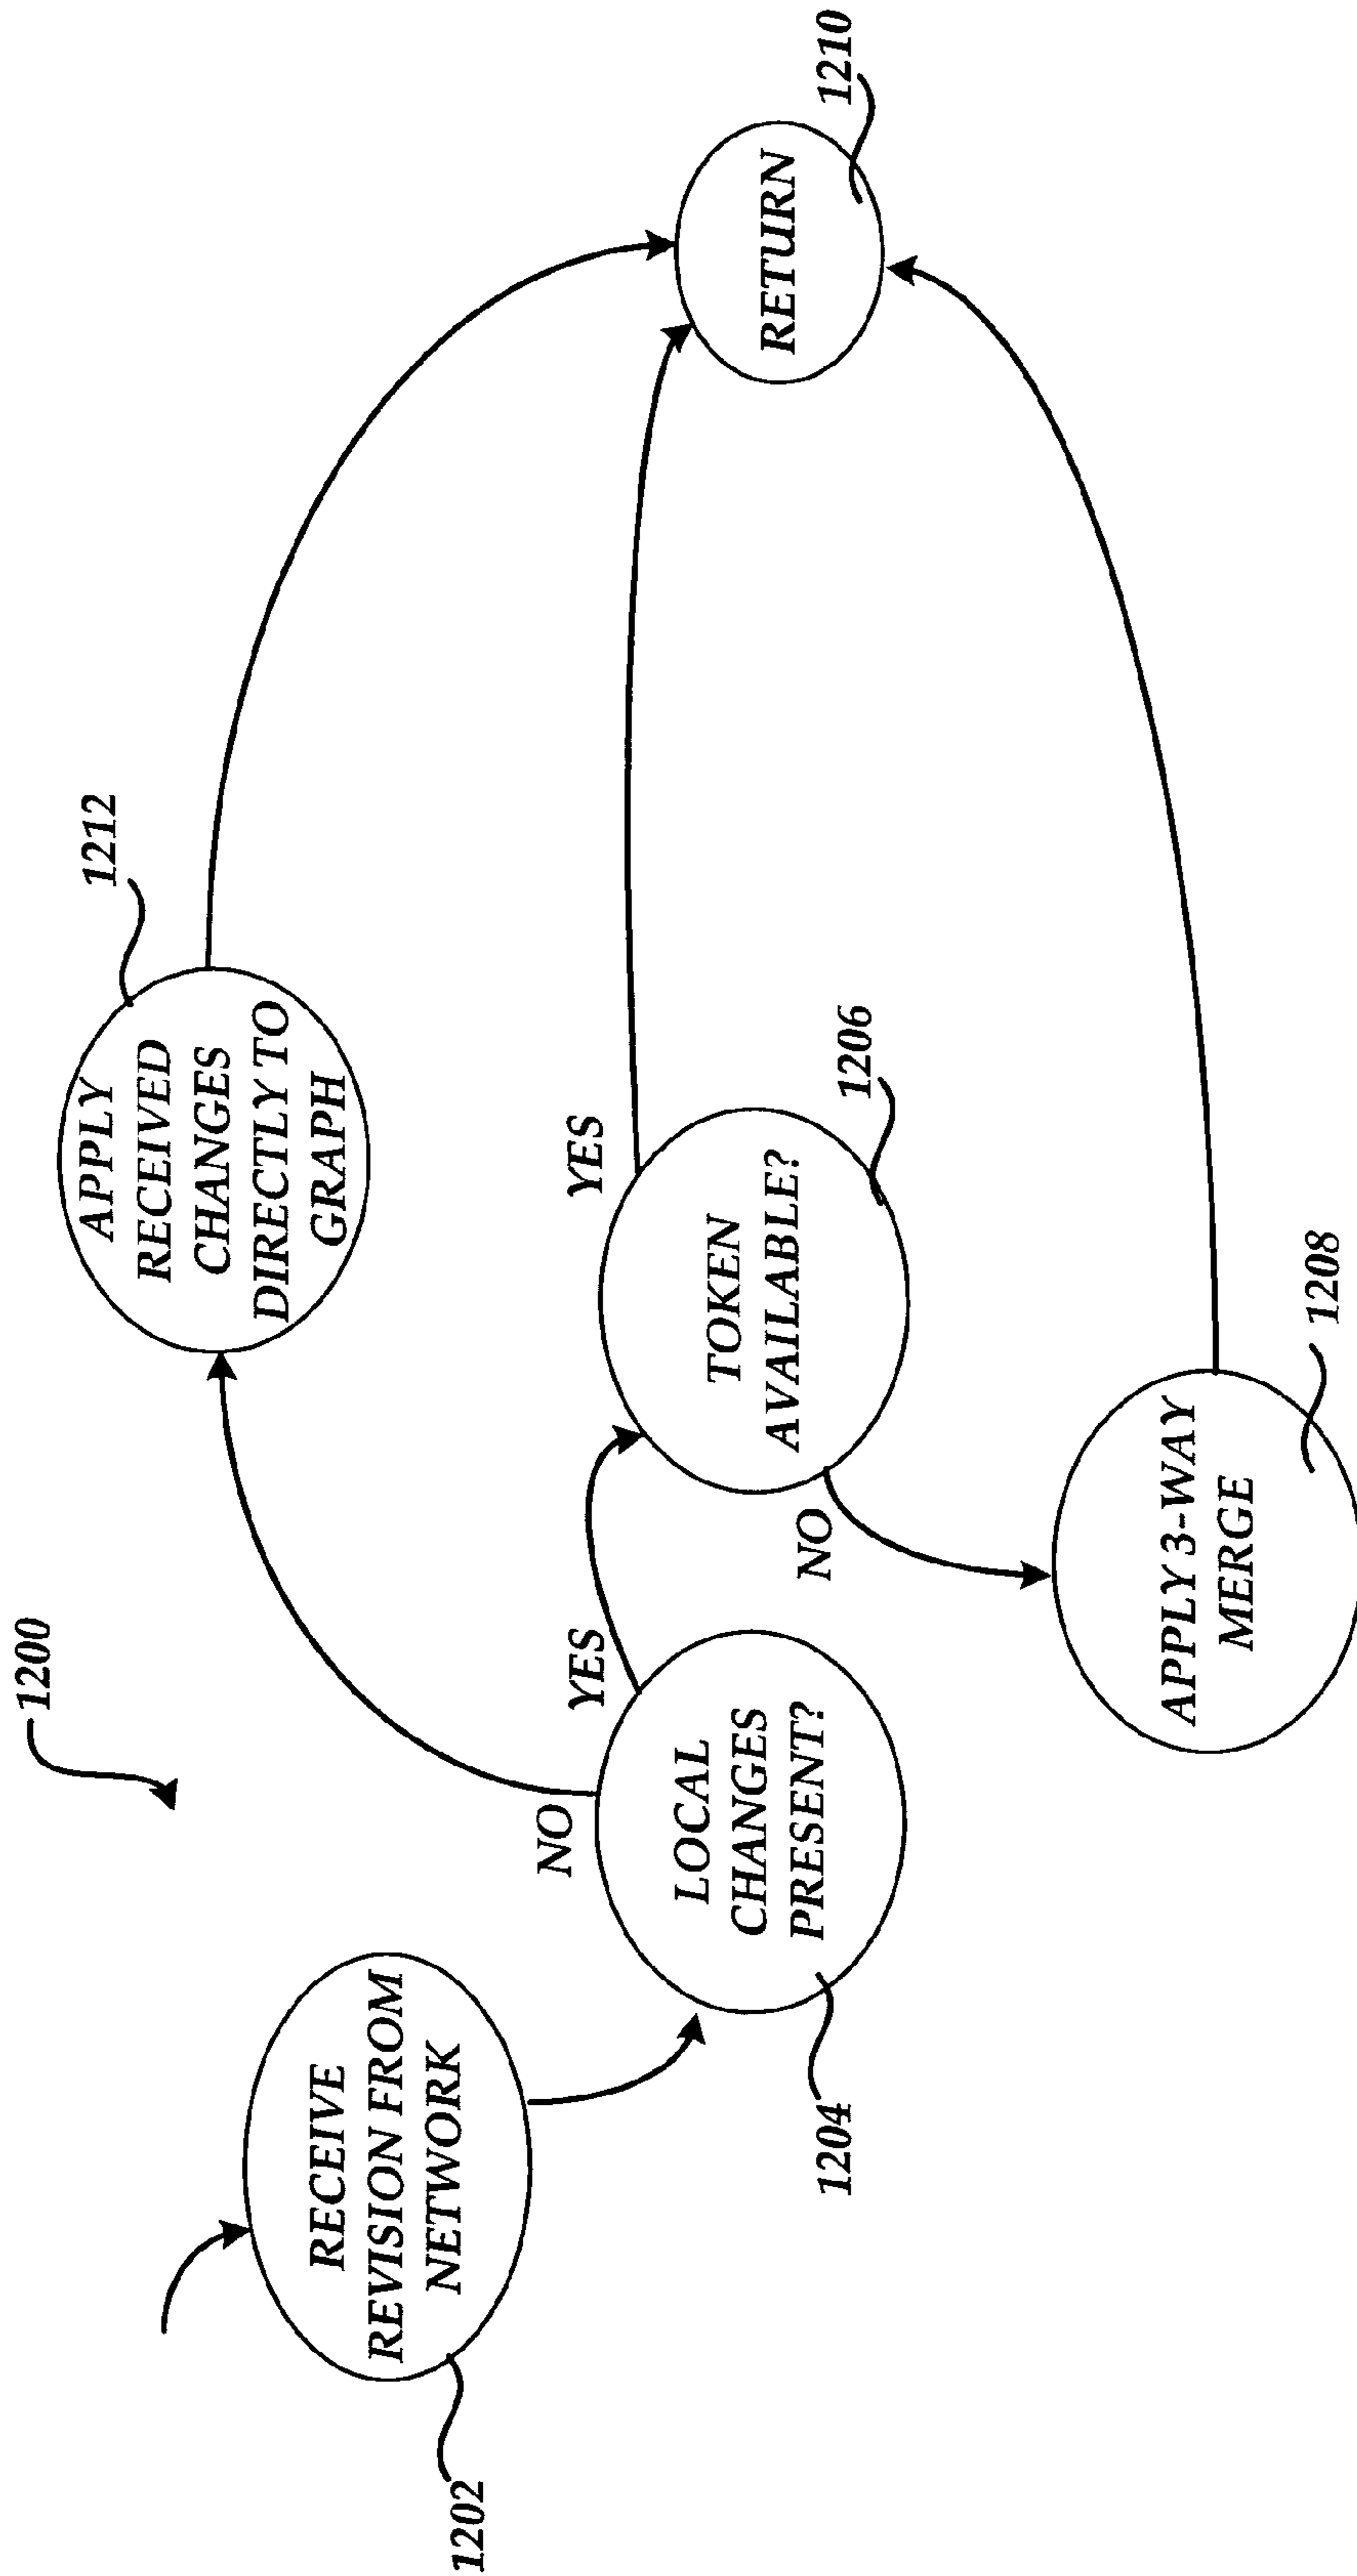 1200
RECEIVE
REVISION FROM
NETWORK
1202
LOCAL
CHANGES
PRESENT?
1204
NO
YES
APPLY
RECEIVED
CHANGES
DIRECTLY TO
GRAPH
1212
TOKEN
AVAILABLE?
1206
YES
NO
APPLY 3-WAY
MERGE
1208
RETURN
1210